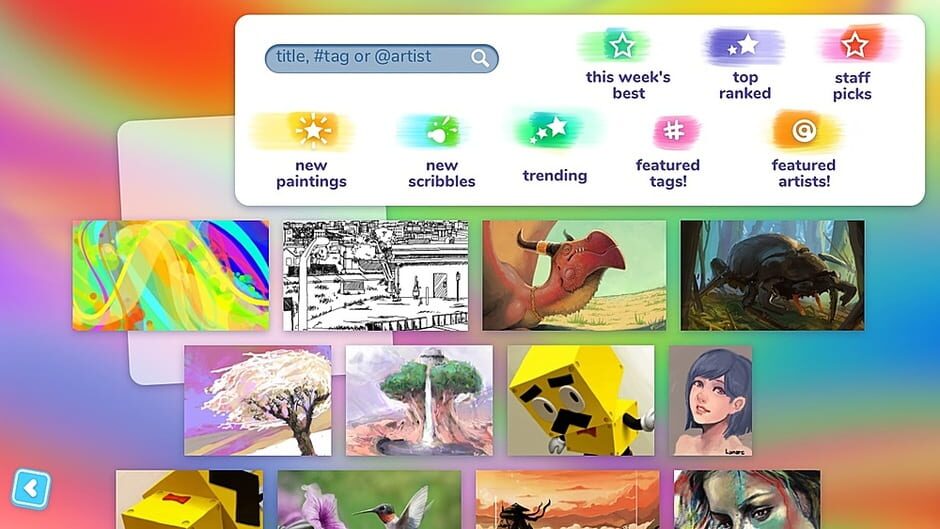 title, #tag or @artist
this week's
best
top
ranked
staff
picks
new
paintings
new
scribbles
trending
featured
tags!
featured
artists!
Lamarc